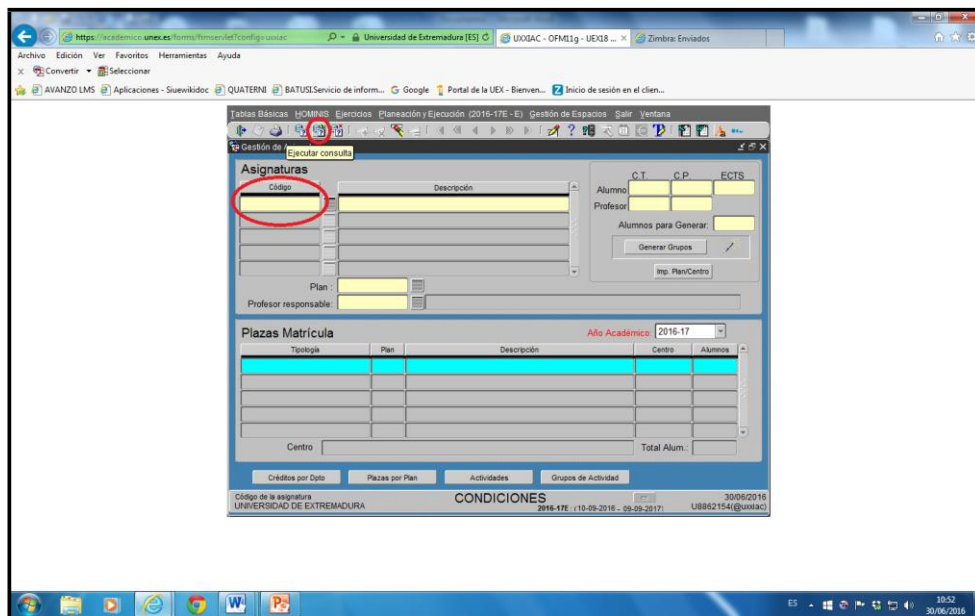 https://academico.unex.es/forms/frmservlet?config=uxxiac
Universidad de Extremadura [ES]
UXXIAC - OFM11g - UEX18 ...
Zimbra: Enviados
Archivo Edición Ver Favoritos Herramientas Ayuda
x Convertir Seleccionar
AVANZO LMS Aplicaciones - Siuewikidoc QUATERNI BATUSI.Servicio de inform... Google Portal de la UEX - Bienven... Inicio de sesión en el clien...
Tablas Básicas HOMINIS Ejercicios Planeación y Ejecución (2016-17E - E) Gestión de Espacios Salir Ventana
Gestión de
Ejecutar consulta
Asignaturas
Código Descripción
C.T. C.P. ECTS
Alumno
Profesor
Alumnos para Generar:
Generar Grupos
Imp. Plan/Centro
Plan :
Profesor responsable:
Plazas Matrícula
Año Académico 2016-17
Tipología Plan Descripción Centro Alumnos
Centro Total Alum.:
Créditos por Dpto Plazas por Plan Actividades Grupos de Actividad
Código de la asignatura CONDICIONES 30/06/2016
UNIVERSIDAD DE EXTREMADURA 2016-17E : (10-09-2016 - 09-09-2017) U8862154(@uxxiac)
ES 10:52
30/06/2016